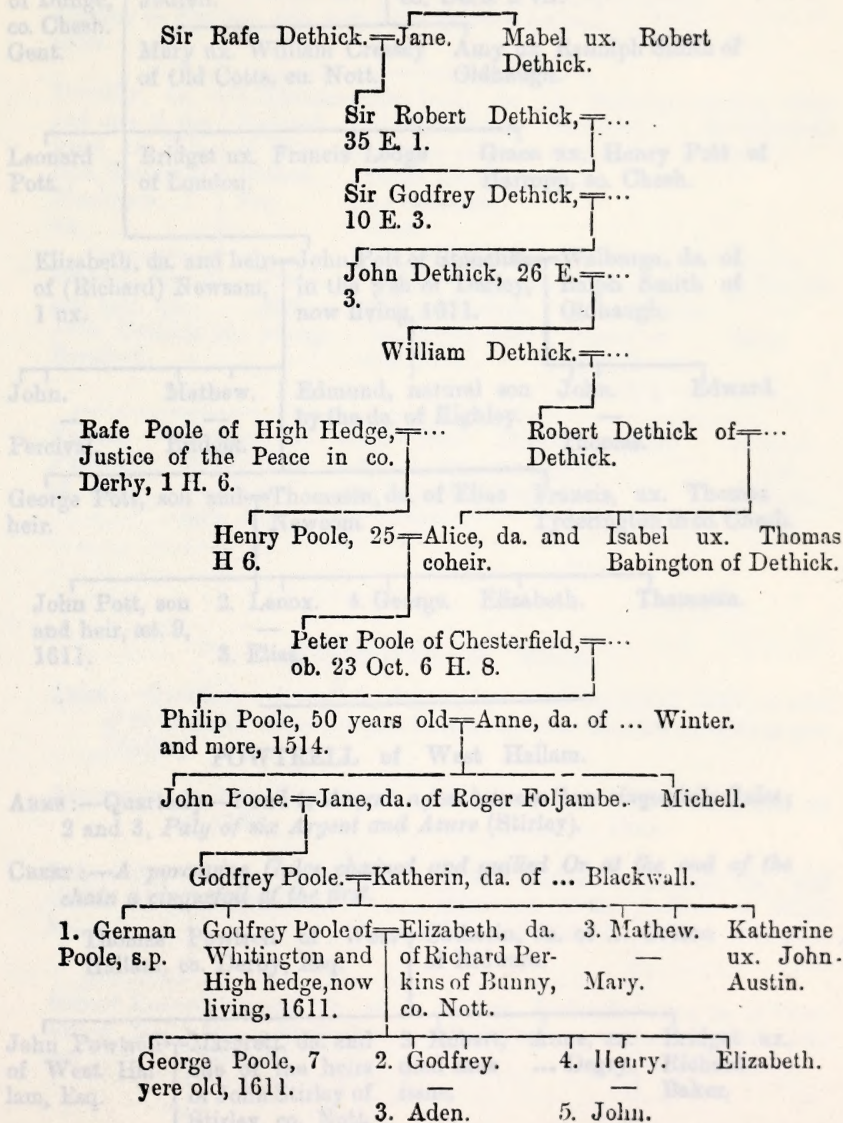 Sir Rafe Dethick.=Jane. Mabel ux. Robert
Dethick.
Sir Robert Dethick,=...
35 E. 1.
Sir Godfrey Dethick,=...
10 E. 3.
John Dethick, 26 E.=...
3.
William Dethick.=...
Rafe Poole of High Hedge,=...
Justice of the Peace in co.
Derby, 1 H. 6.
Robert Dethick of=...
Dethick.
Henry Poole, 25=Alice, da. and
H 6. coheir.
Isabel ux. Thomas
Babington of Dethick.
Peter Poole of Chesterfield,=...
ob. 23 Oct. 6 H. 8.
Philip Poole, 50 years old=Anne, da. of ... Winter.
and more, 1514.
John Poole.=Jane, da. of Roger Foljambe. Michell.
Godfrey Poole.=Katherin, da. of ... Blackwall.
1. German
Poole, s.p.
Godfrey Poole of
Whitington and
High hedge, now
living, 1611.
=Elizabeth, da.
of Richard Per-
kins of Bunny,
co. Nott.
3. Mathew.
—
Mary.
Katherine
ux. John
Austin.
George Poole, 7
yere old, 1611.
2. Godfrey.
—
3. Aden.
4. Henry.
—
5. John.
Elizabeth.